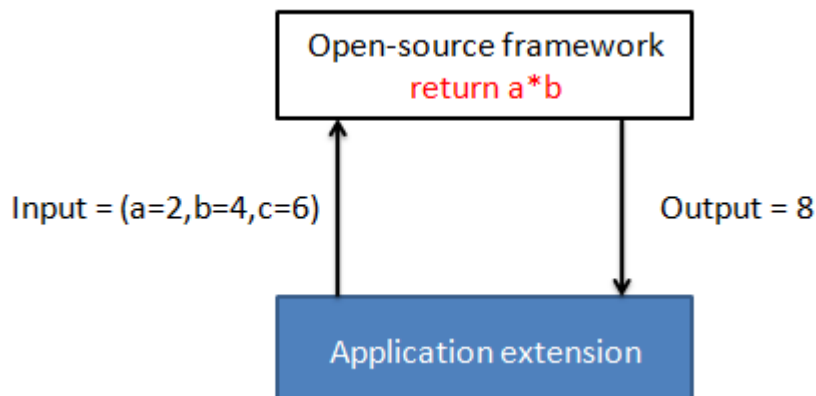 Open-source framework
return a*b
Input = (a=2,b=4,c=6)
Output = 8
Application extension